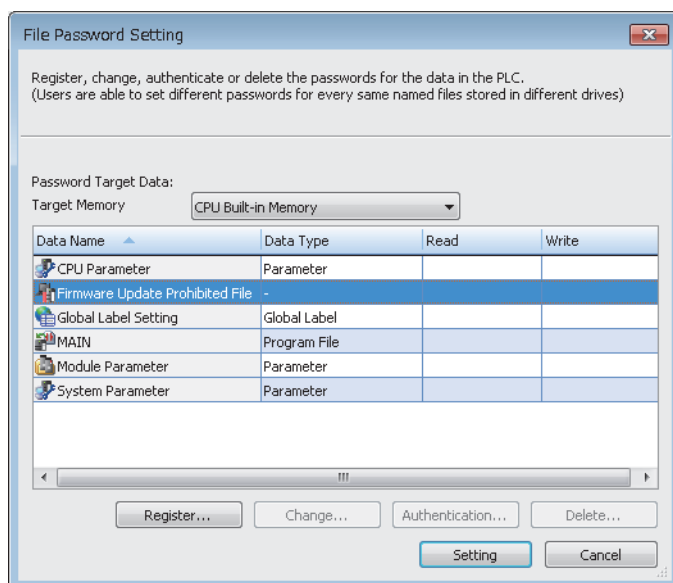 File Password Setting
Register, change, authenticate or delete the passwords for the data in the PLC.
(Users are able to set different passwords for every same named files stored in different drives)
Password Target Data:
Target Memory CPU Built-in Memory
Data Name Data Type Read Write
CPU Parameter Parameter
Firmware Update Prohibited File -
Global Label Setting Global Label
MAIN Program File
Module Parameter Parameter
System Parameter Parameter
Register... Change... Authentication... Delete...
Setting Cancel